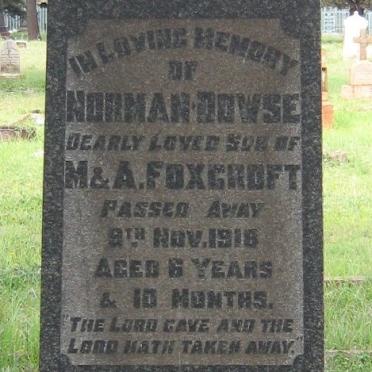 In Loving Memory
of
Norman Dowse
Dearly Loved Son of
M & A. Foxcroft
Passed Away
9th Nov. 1918
Aged 6 Years
& 10 Months.
"The Lord gave and the
Lord hath taken away."